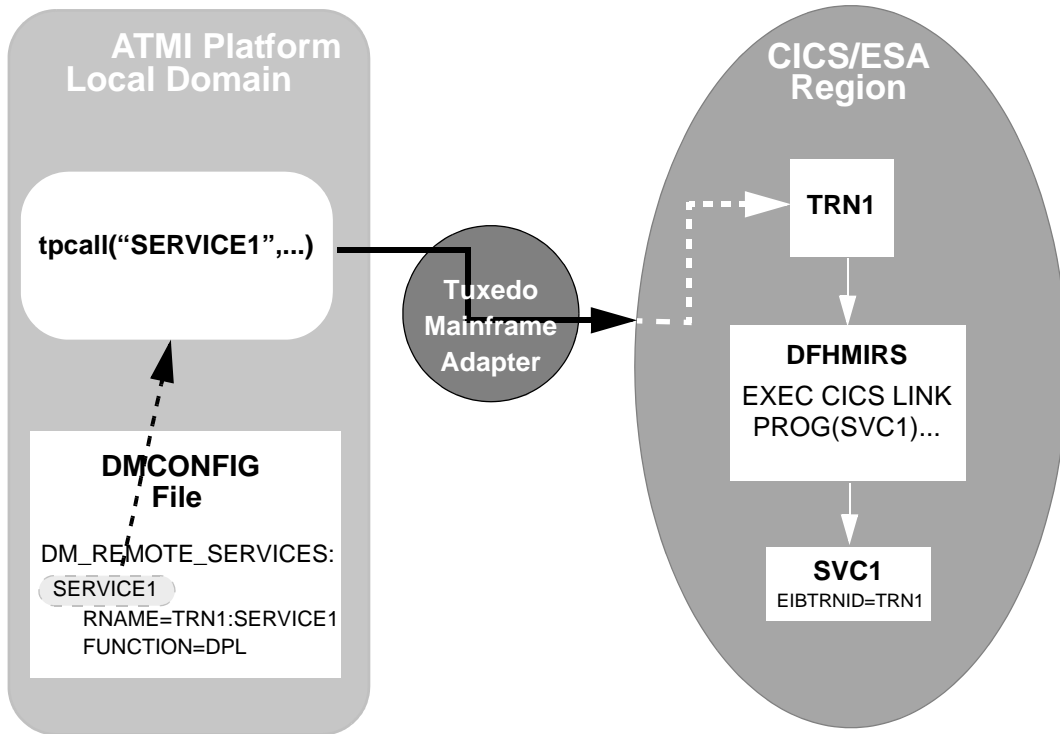 ATMI Platform
Local Domain
tpcall(“SERVICE1”,...)
DMCONFIG
File
DM_REMOTE_SERVICES:
SERVICE1
RNAME=TRN1:SERVICE1
FUNCTION=DPL
Tuxedo
Mainframe
Adapter
CICS/ESA
Region
TRN1
DFHMIRS
EXEC CICS LINK
PROG(SVC1)...
SVC1
EIBTRNID=TRN1